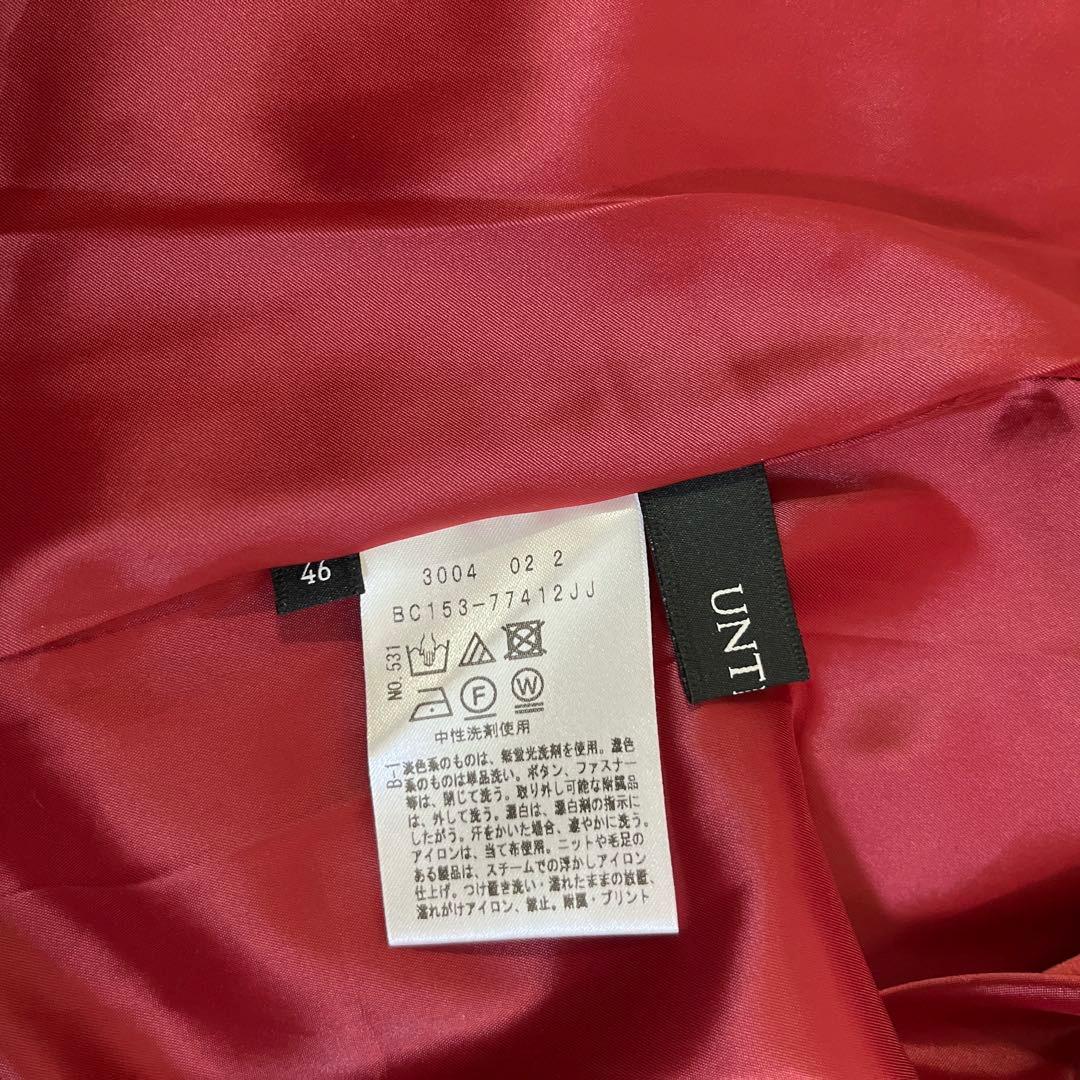 46
3004 02 2
BC153-77412JJ
NO.531
F
W
中性洗剤使用
B-1
淡色系のものは、無蛍光洗剤を使用。濃色
系のものは単品洗い。ボタン、ファスナー
等は、閉じて洗う。取り外し可能な附属品
は、外して洗う。漂白は、漂白剤の指示に
したがう。汗をかいた場合、速やかに洗う。
アイロンは、当て布使用。ニットや毛足の
ある製品は、スチームでの浮かしアイロン
仕上げ。つけ置き洗い・濡れたままの放置、
濡れがけアイロン、禁止。附属・プリント
UNT